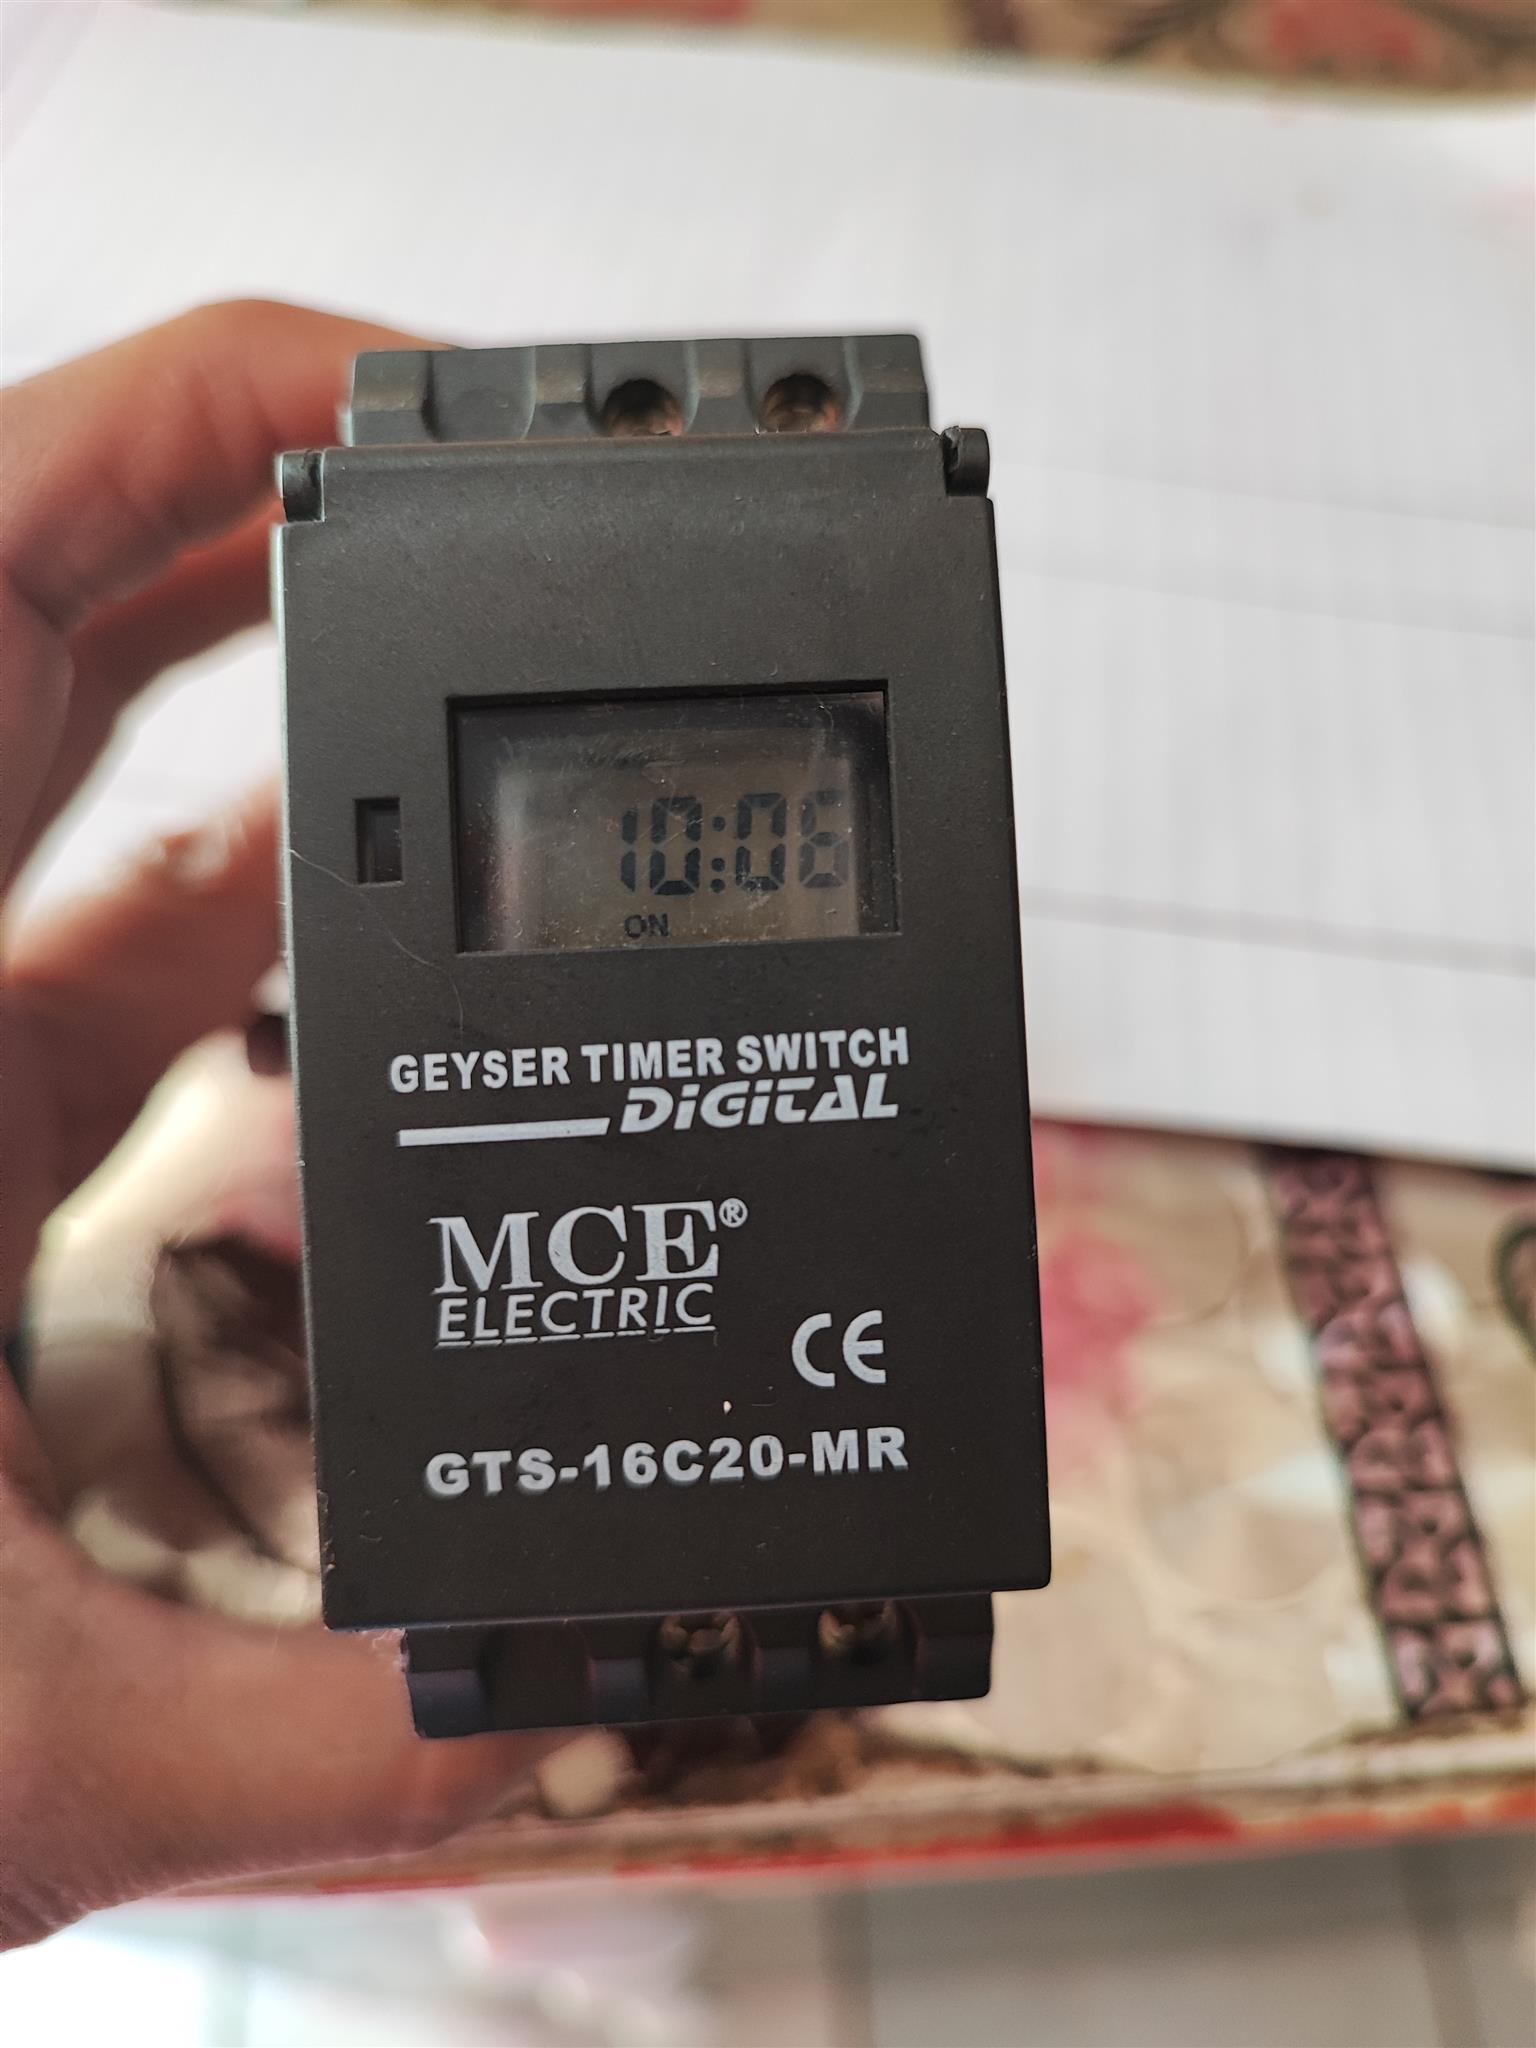 10:06
ON
GEYSER TIMER SWITCH
DiGiTAL
MCE®
ELECTRIC
CE
GTS-16C20-MR